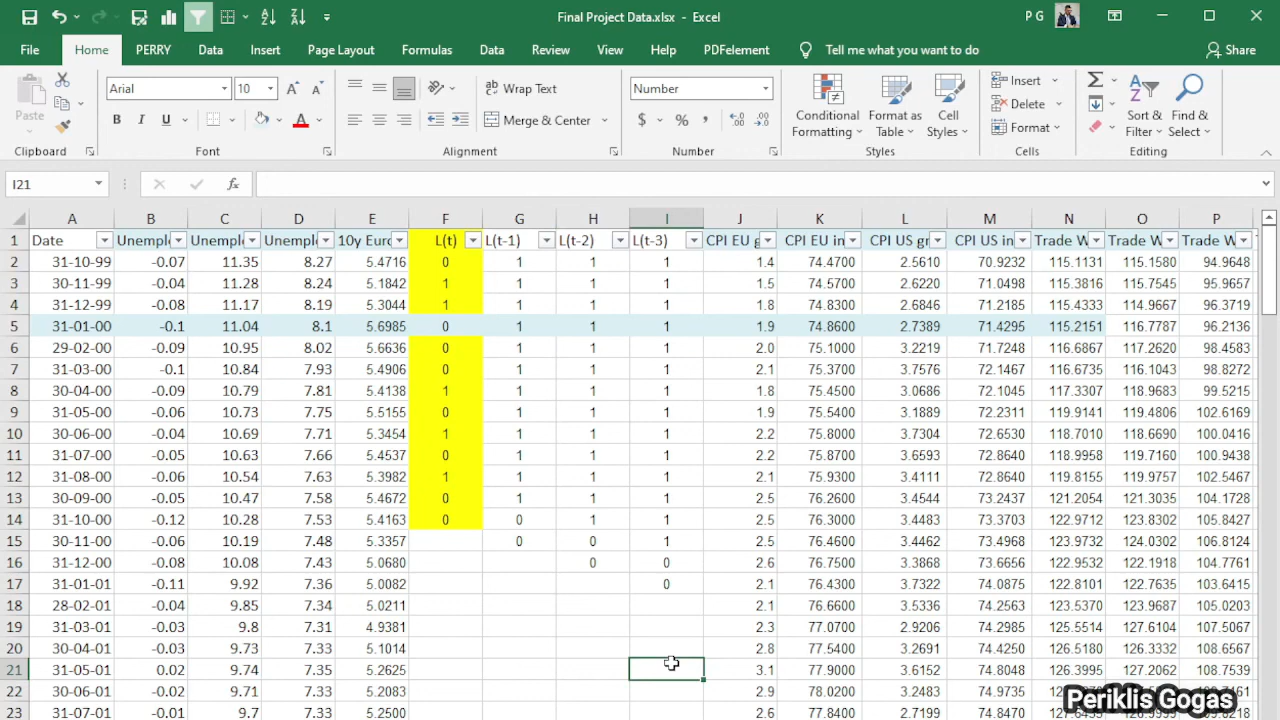 Final Project Data.xlsx - Excel
P G
File Home PERRY Data Insert Page Layout Formulas Data Review View Help PDFelement Tell me what you want to do Share
Paste
Arial 10
B I U
Wrap Text
Merge & Center
Number
$ %
Conditional Formatting
Format as Table
Cell Styles
Insert
Delete
Format
Sort & Filter
Find & Select
Clipboard Font Alignment Number Styles Cells Editing
I21
A B C D E F G H I J K L M N O P
1 Date Unempl Unempl Unempl 10y Euro L(t) L(t-1) L(t-2) L(t-3) CPI EU g CPI EU in CPI US gr CPI US in Trade W Trade W Trade W
2 31-10-99 -0.07 11.35 8.27 5.4716 0 1 1 1 1.4 74.4700 2.5610 70.9232 115.1131 115.1580 94.9648
3 30-11-99 -0.04 11.28 8.24 5.1842 1 1 1 1 1.5 74.5700 2.6220 71.0498 115.3816 115.7545 95.9657
4 31-12-99 -0.08 11.17 8.19 5.3044 1 1 1 1 1.8 74.8300 2.6846 71.2185 115.4333 114.9667 96.3719
5 31-01-00 -0.1 11.04 8.1 5.6985 0 1 1 1 1.9 74.8600 2.7389 71.4295 115.2151 116.7787 96.2136
6 29-02-00 -0.09 10.95 8.02 5.6636 0 1 1 1 2.0 75.1000 3.2219 71.7248 116.6867 117.2620 98.4583
7 31-03-00 -0.1 10.84 7.93 5.4906 0 1 1 1 2.1 75.3700 3.7576 72.1467 116.6735 116.1043 98.8272
8 30-04-00 -0.09 10.79 7.81 5.4138 1 1 1 1 1.8 75.4400 3.0686 72.1045 117.3307 118.9683 99.5215
9 31-05-00 -0.06 10.73 7.75 5.5155 0 1 1 1 1.9 75.5400 3.1889 72.2311 119.9141 119.4806 102.6169
10 30-06-00 -0.04 10.69 7.71 5.3454 1 1 1 1 2.2 75.8000 3.7304 72.6530 118.7010 118.6690 100.0416
11 31-07-00 -0.05 10.63 7.66 5.4537 0 1 1 1 2.2 75.8700 3.6593 72.8640 118.9958 119.7160 100.9438
12 31-08-00 -0.06 10.54 7.63 5.3982 1 1 1 1 2.1 75.9300 3.4111 72.8640 119.8155 119.9757 102.5467
13 30-09-00 -0.05 10.47 7.58 5.4672 0 1 1 1 2.5 76.2600 3.4544 73.2437 121.2054 121.3035 104.1728
14 31-10-00 -0.12 10.28 7.53 5.4163 0 0 1 1 2.5 76.3000 3.4483 73.3703 122.9712 123.8302 105.8427
15 30-11-00 -0.06 10.19 7.48 5.3357 0 0 1 2.5 76.4600 3.4462 73.4968 123.9732 124.0302 106.8124
16 31-12-00 -0.08 10.08 7.43 5.0680 0 0 2.6 76.7500 3.3868 73.6656 122.9532 122.1918 104.7761
17 31-01-01 -0.11 9.92 7.36 5.0082 0 2.1 76.4300 3.7322 74.0875 122.8101 122.7635 103.6415
18 28-02-01 -0.04 9.85 7.34 5.0211 2.1 76.6600 3.5336 74.2563 123.5370 123.9687 105.0203
19 31-03-01 -0.03 9.8 7.31 4.9381 2.3 77.0700 2.9206 74.2985 125.5514 127.6104 107.5067
20 30-04-01 -0.03 9.73 7.33 5.1014 2.8 77.5400 3.2691 74.4250 126.5180 126.3332 108.6567
21 31-05-01 0.02 9.74 7.35 5.2625 3.1 77.9000 3.6152 74.8048 126.3995 127.2062 108.7539
22 30-06-01 -0.02 9.71 7.33 5.2083 2.9 78.0200 3.2483 74.9735
23 31-07-01 -0.01 9.7 7.33 5.2500 2.6 77.8400 2.7199
Periklis Gogas